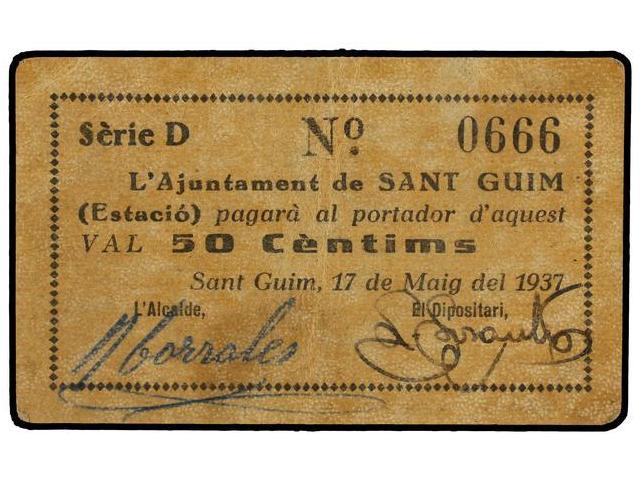 Sèrie D Nº 0666
L'Ajuntament de SANT GUIM
(Estació) pagarà al portador d'aquest
VAL 50 Cèntims
Sant Guim, 17 de Maig del 1937
L'Alcalde, El Dipositari,